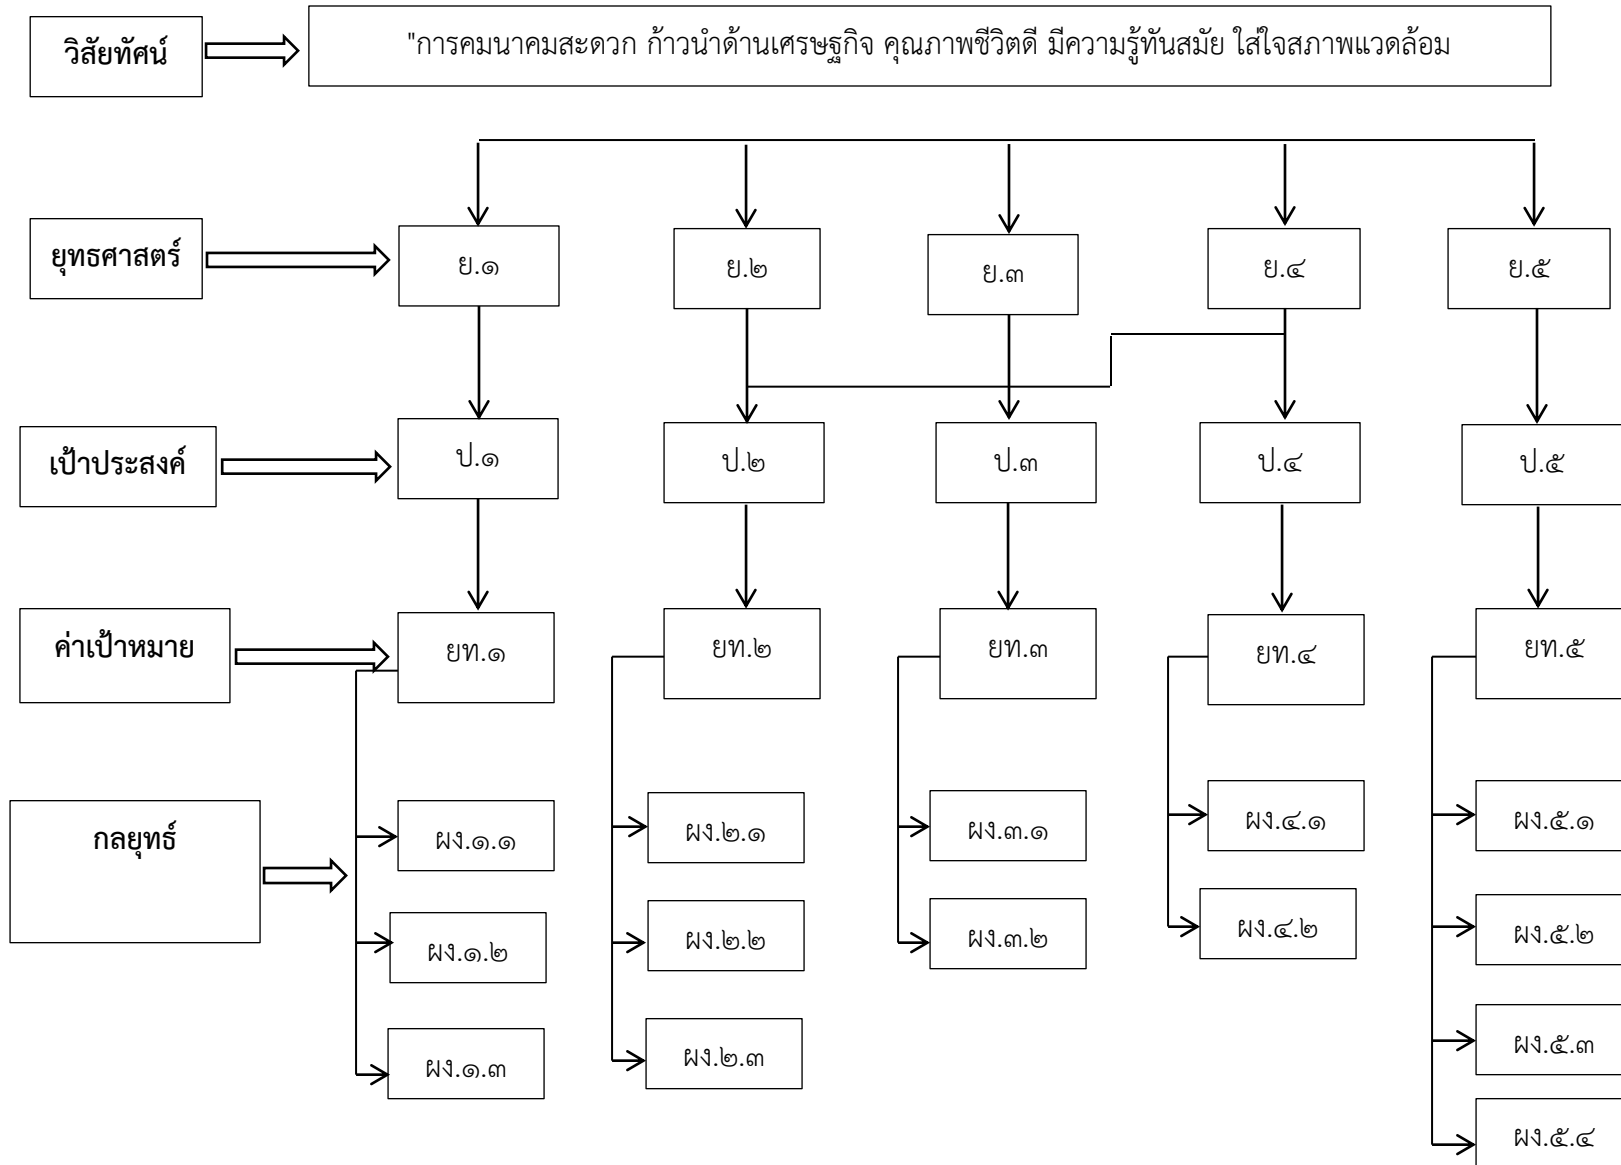 วิสัยทัศน์
"การคมนาคมสะดวก ก้าวนำด้านเศรษฐกิจ คุณภาพชีวิตดี มีความรู้ทันสมัย ใส่ใจสภาพแวดล้อม
ยุทธศาสตร์
ย.๑
ย.๒
ย.๓
ย.๔
ย.๕
เป้าประสงค์
ป.๑
ป.๒
ป.๓
ป.๔
ป.๕
ค่าเป้าหมาย
ยท.๑
ยท.๒
ยท.๓
ยท.๔
ยท.๕
กลยุทธ์
ผง.๑.๑
ผง.๒.๑
ผง.๓.๑
ผง.๔.๑
ผง.๕.๑
ผง.๑.๒
ผง.๒.๒
ผง.๓.๒
ผง.๔.๒
ผง.๕.๒
ผง.๑.๓
ผง.๒.๓
ผง.๕.๓
ผง.๕.๔